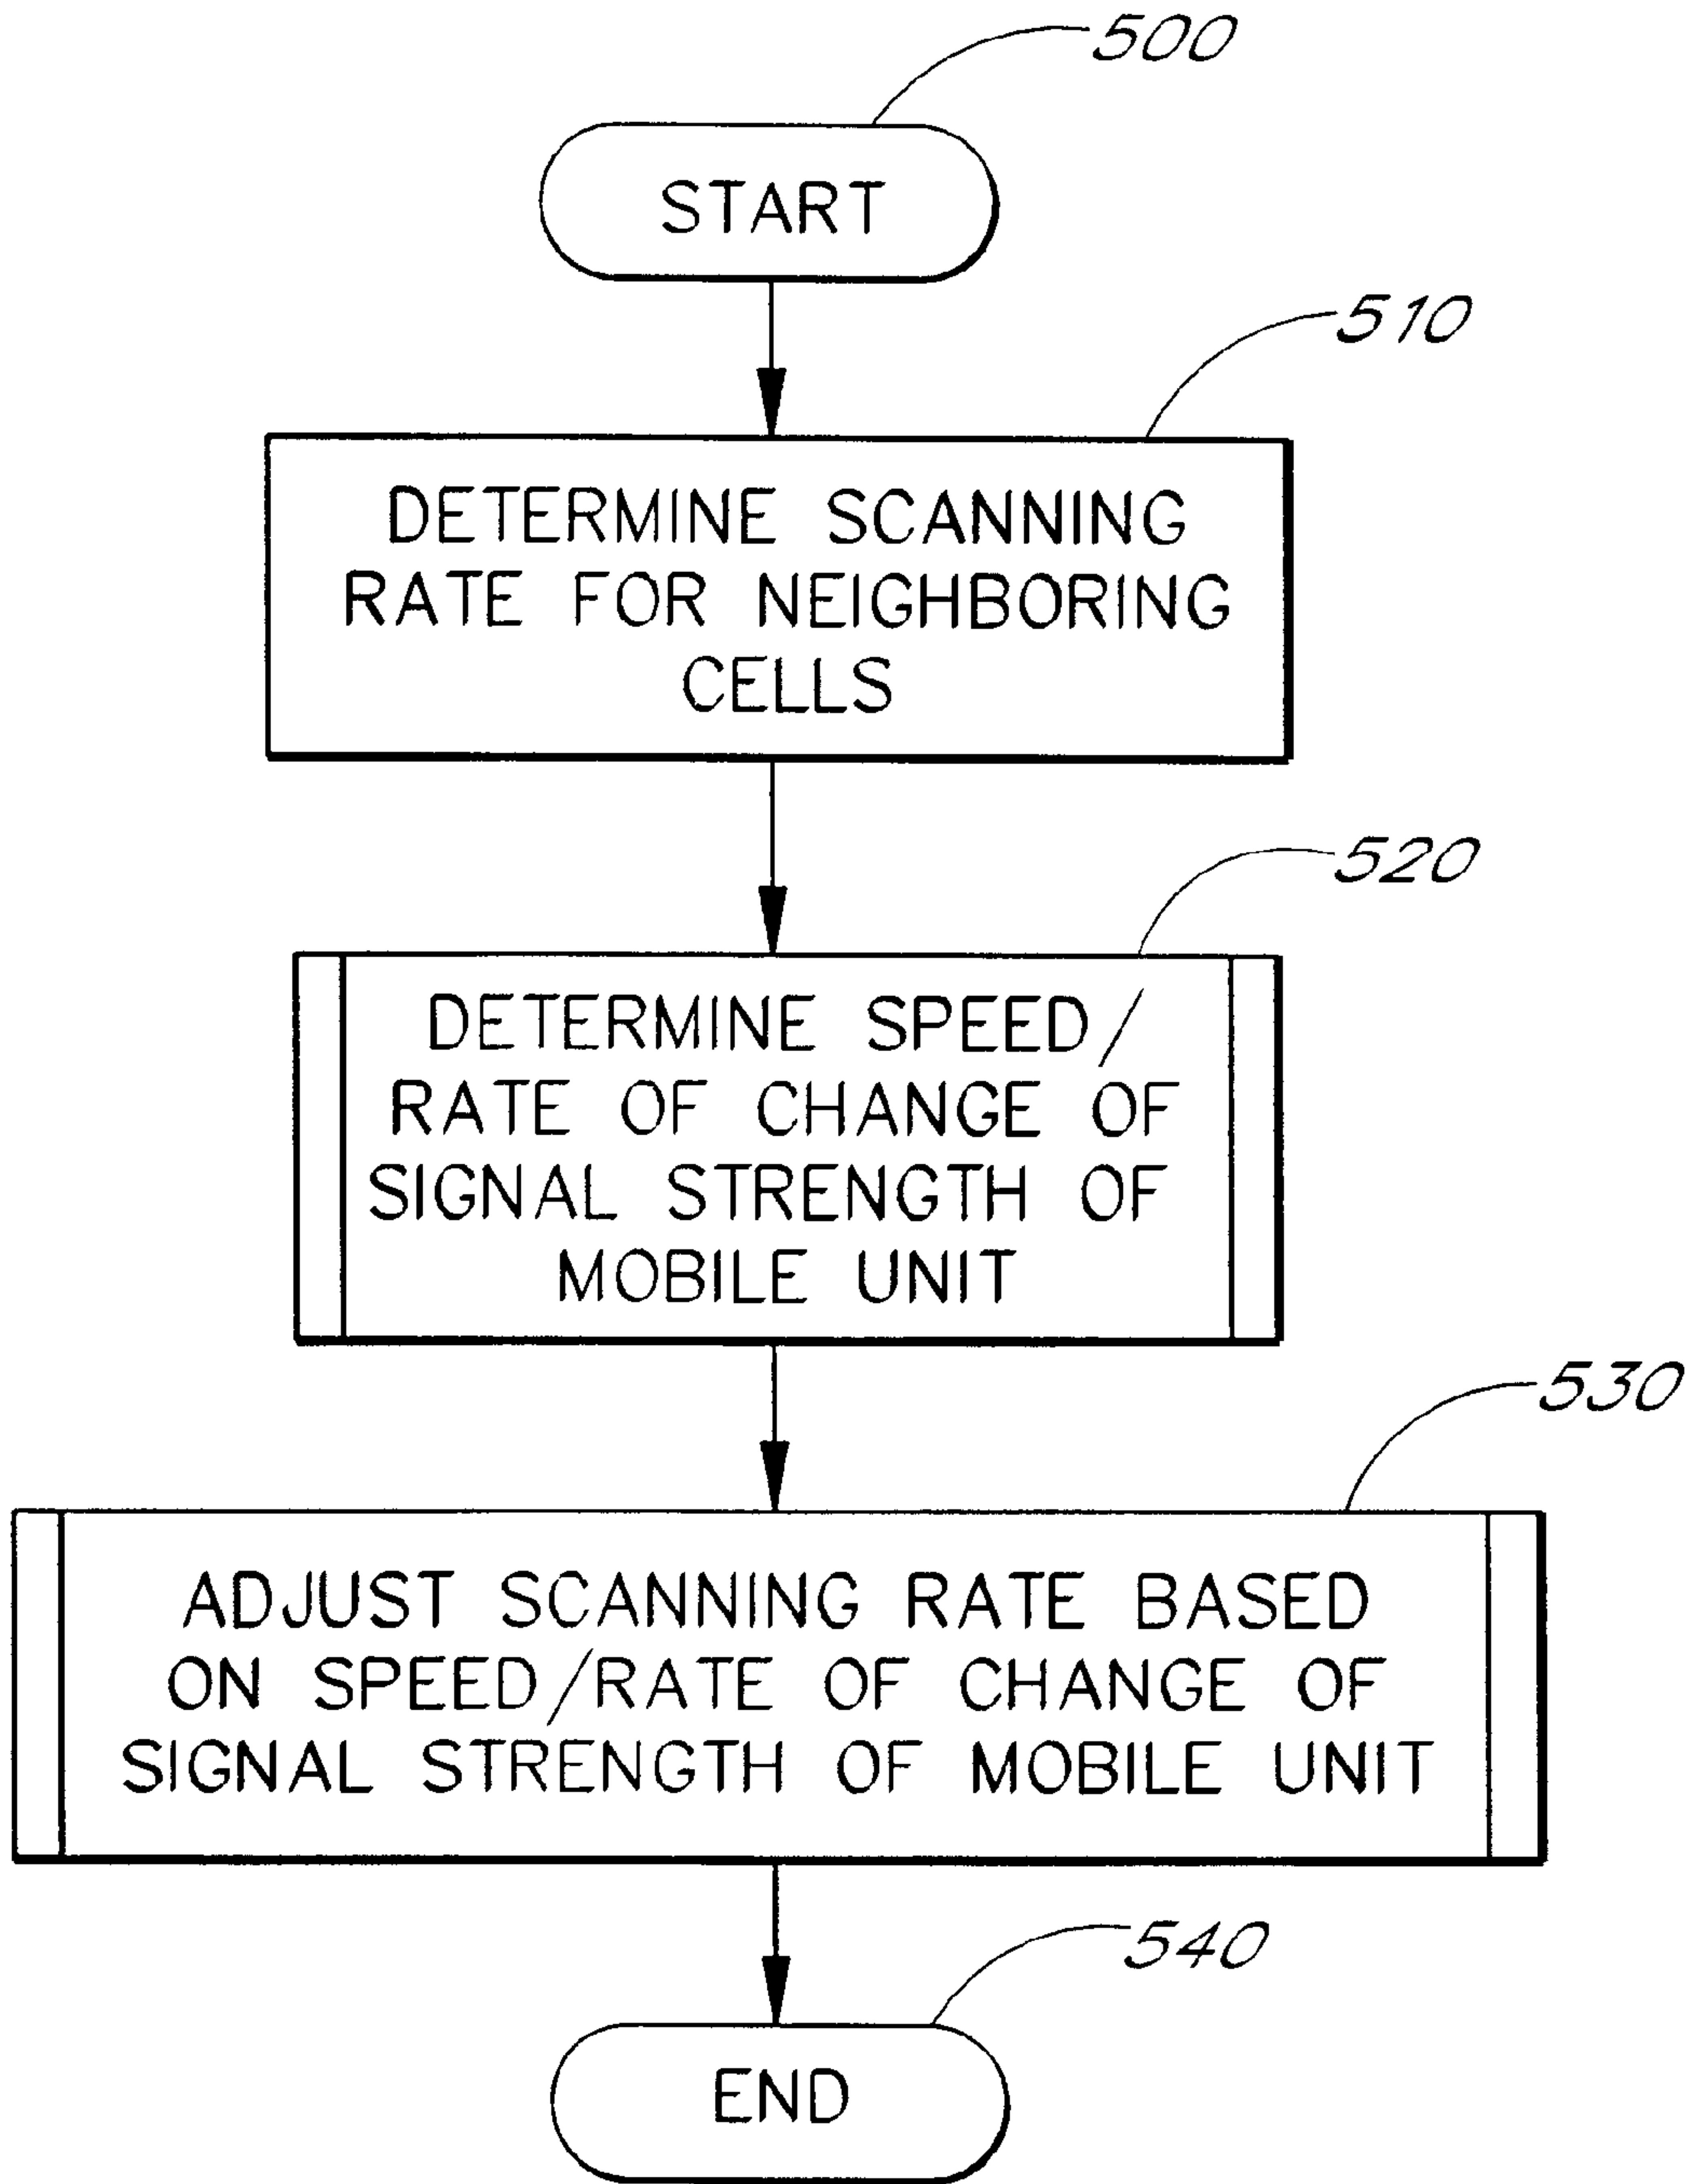 500
START
510
DETERMINE SCANNING
RATE FOR NEIGHBORING
CELLS
520
DETERMINE SPEED/
RATE OF CHANGE OF
SIGNAL STRENGTH OF
MOBILE UNIT
530
ADJUST SCANNING RATE BASED
ON SPEED/RATE OF CHANGE OF
SIGNAL STRENGTH OF MOBILE UNIT
540
END